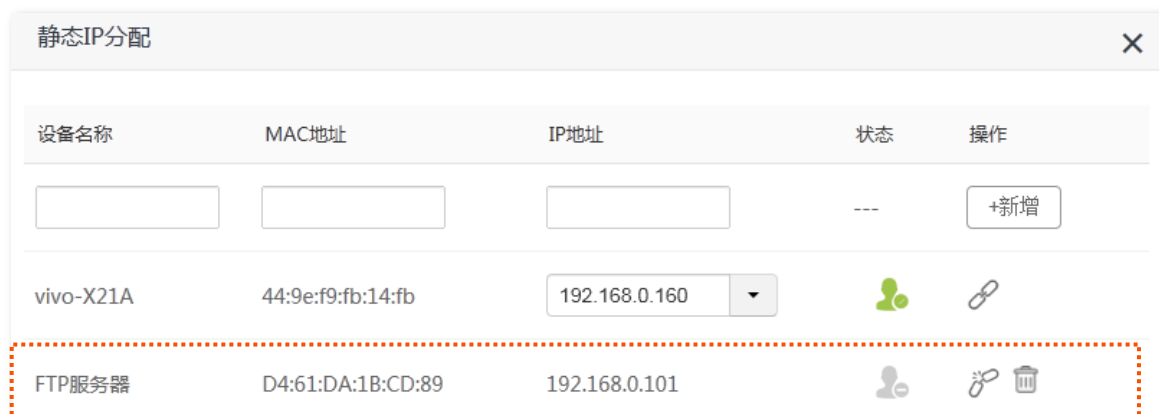 静态IP分配
设备名称 MAC地址 IP地址 状态 操作
--- +新增
vivo-X21A 44:9e:f9:fb:14:fb 192.168.0.160
FTP服务器 D4:61:DA:1B:CD:89 192.168.0.101